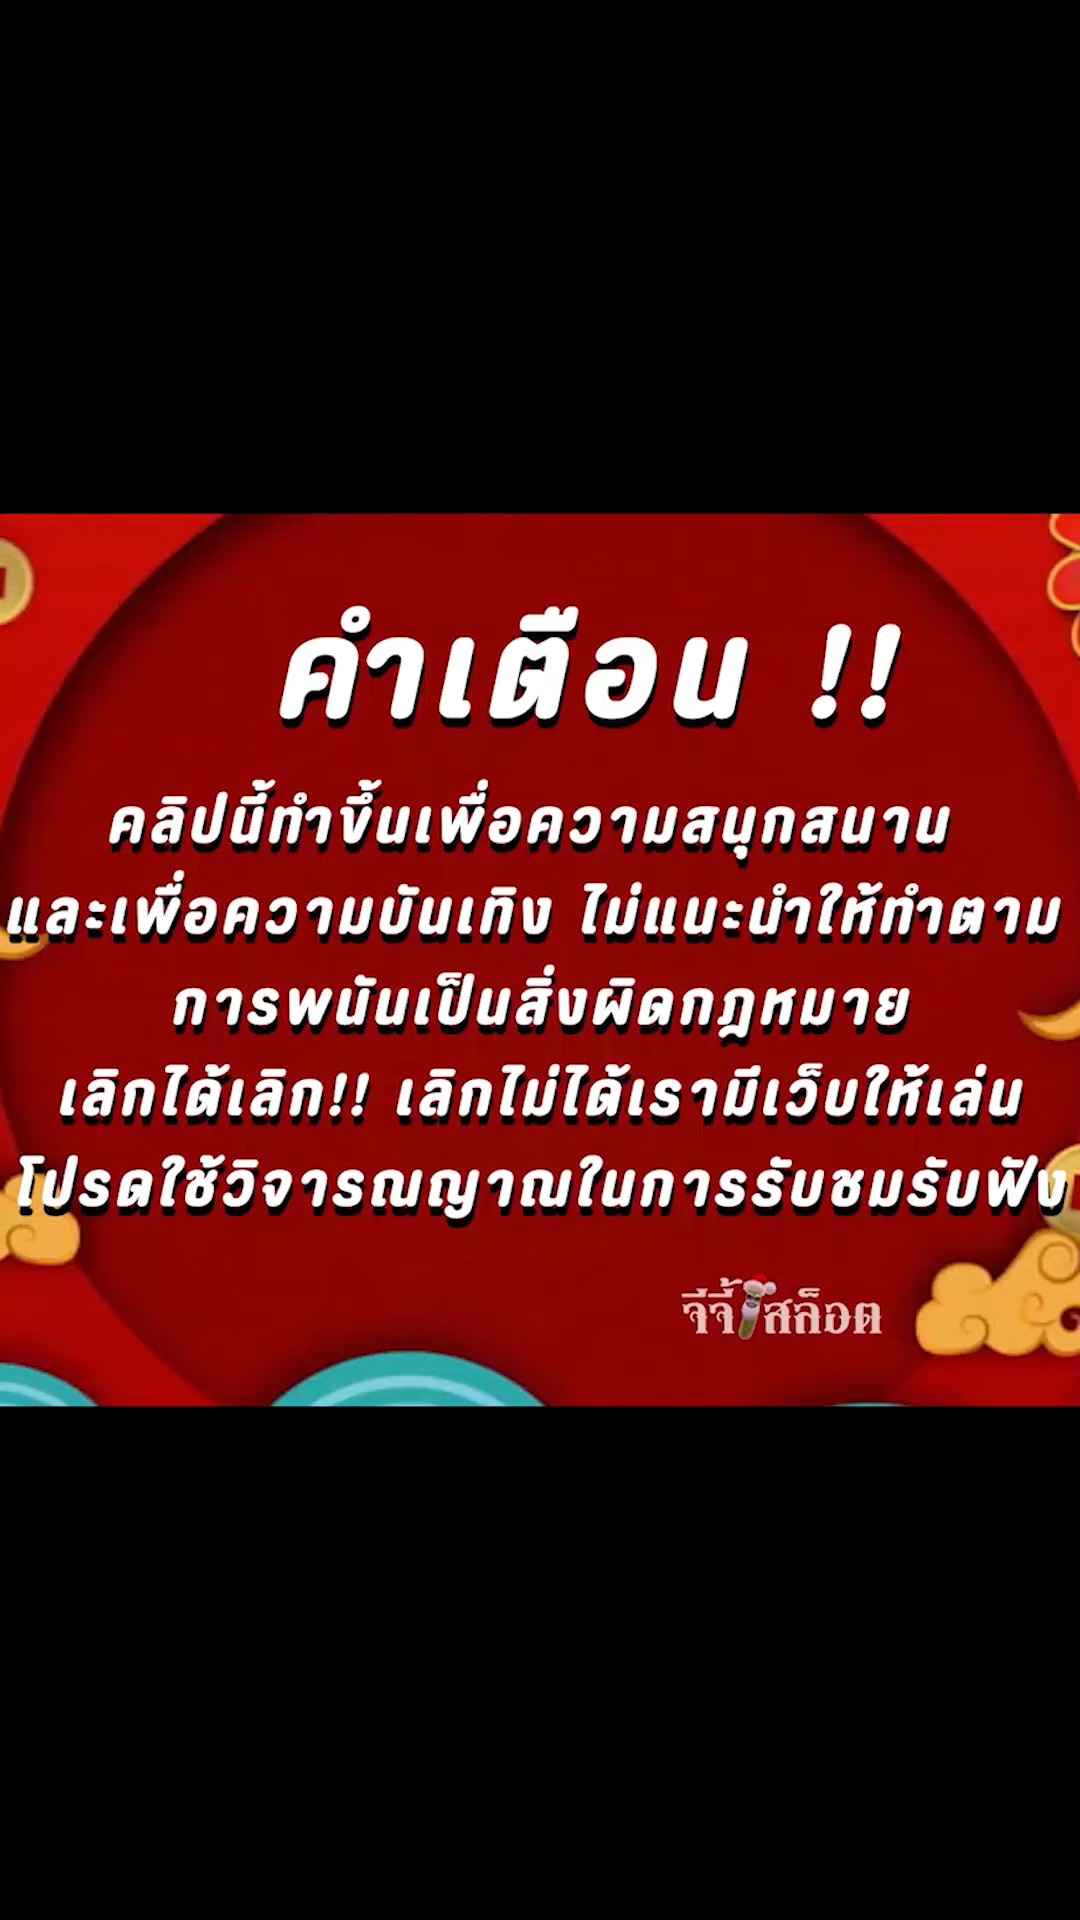 คำเตือน !!
คลิปนี้ทำขึ้นเพื่อความสนุกสนาน
และเพื่อความบันเทิง ไม่แนะนำให้ทำตาม
การพนันเป็นสิ่งผิดกฎหมาย
เลิกได้เลิก!! เลิกไม่ได้เรามีเว็บให้เล่น
โปรดใช้วิจารณญาณในการรับชมรับฟัง
จีจี้สล็อต